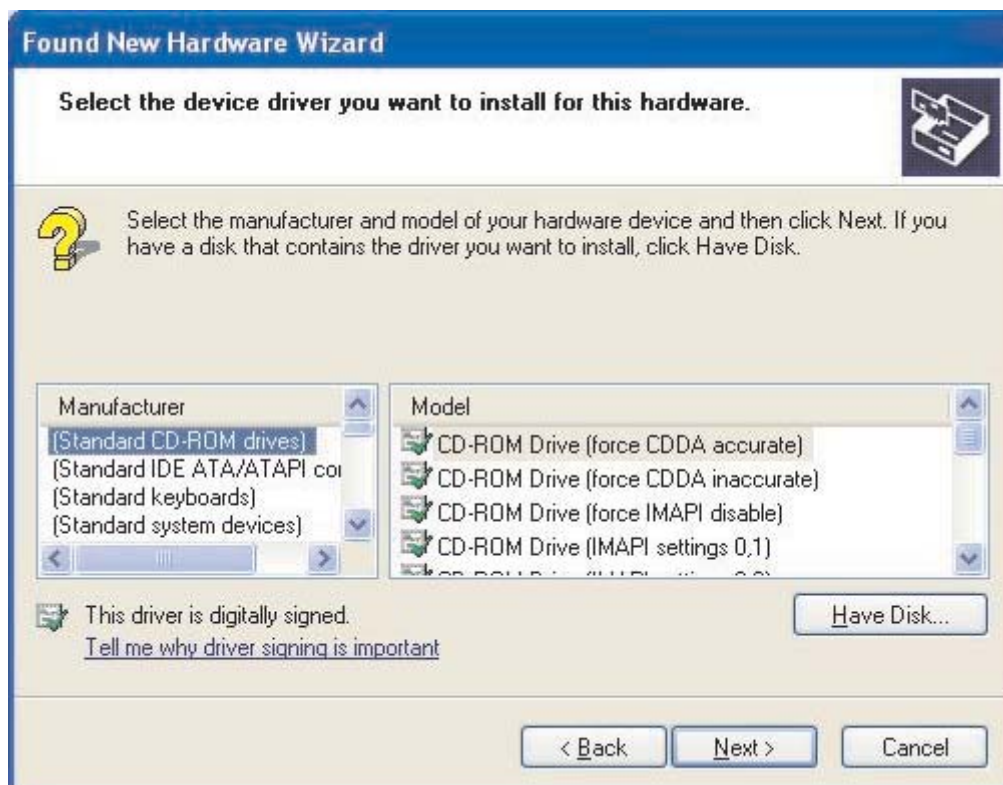 Found New Hardware Wizard
Select the device driver you want to install for this hardware.
Select the manufacturer and model of your hardware device and then click Next. If you
have a disk that contains the driver you want to install, click Have Disk.
Manufacturer
(Standard CD-ROM drives)
(Standard IDE ATA/ATAPI
(Standard keyboards)
(Standard system devices)
Model
CD-ROM Drive (force CDDA accurate)
CD-ROM Drive (force CDDA inaccurate)
CD-ROM Drive (force IMAPI disable)
CD-ROM Drive (IMAPI settings 0,1)
This driver is digitally signed.
Tell me why driver signing is important
Have Disk...
< Back
Next >
Cancel